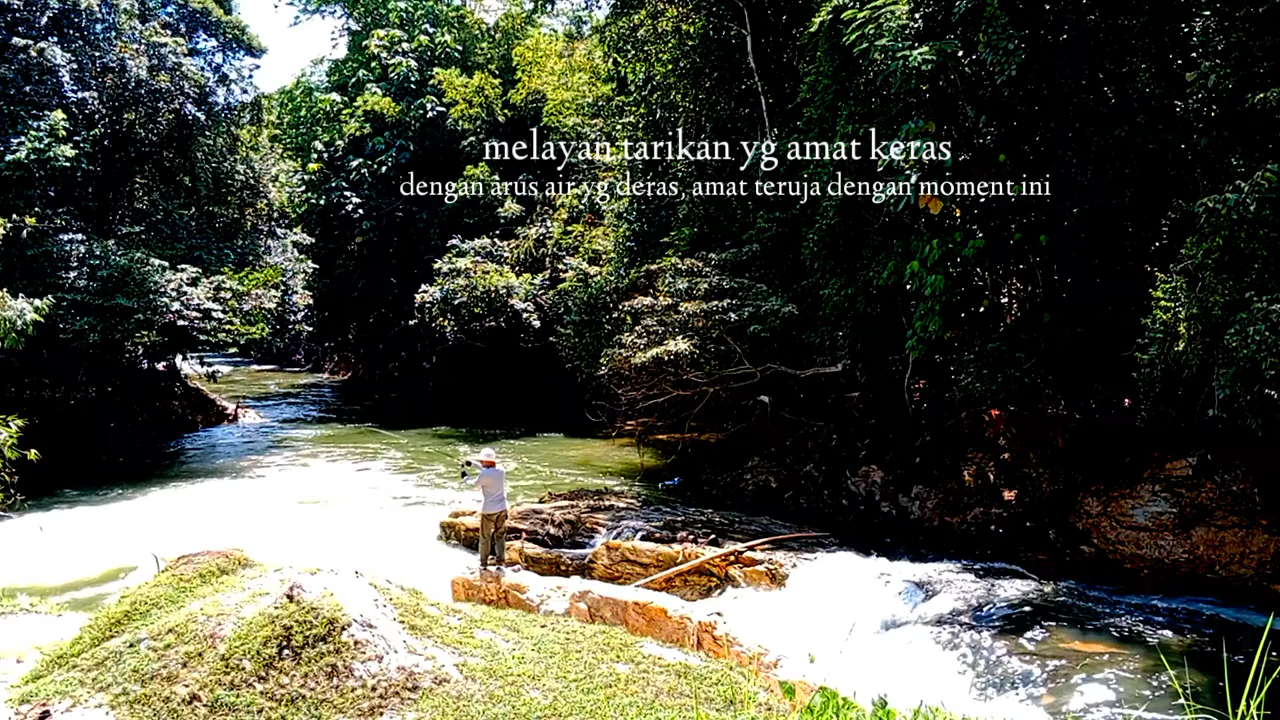 melayan tarikan yg amat keras
dengan arus air yg deras, amat teruja dengan moment ini